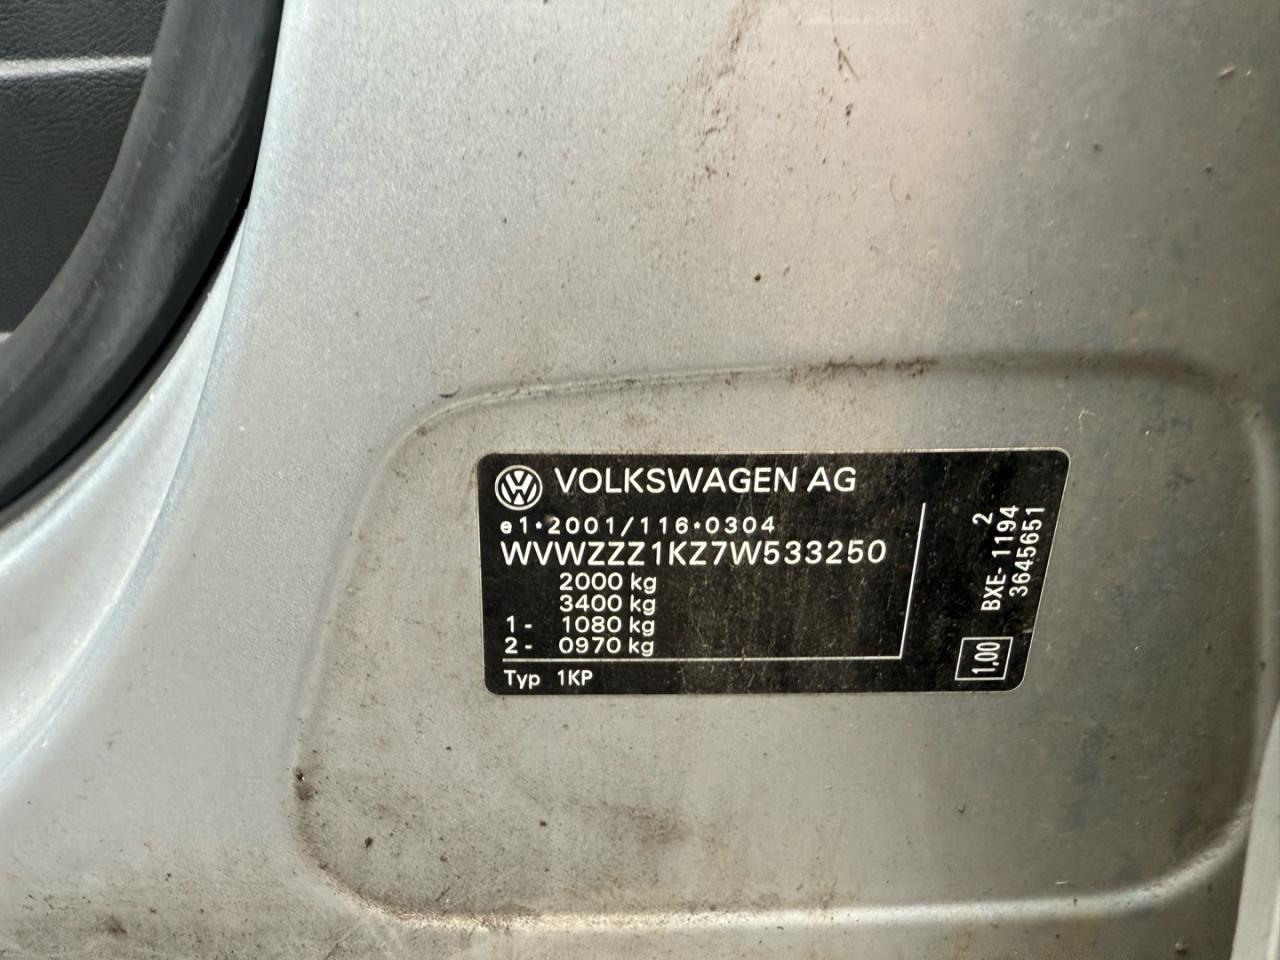 VOLKSWAGEN AG
e1*2001/116*0304
WVWZZZ1KZ7W533250
2000 kg
3400 kg
1 - 1080 kg
2 - 0970 kg
Typ 1KP
2
BXE- 1194
3645651
1,00